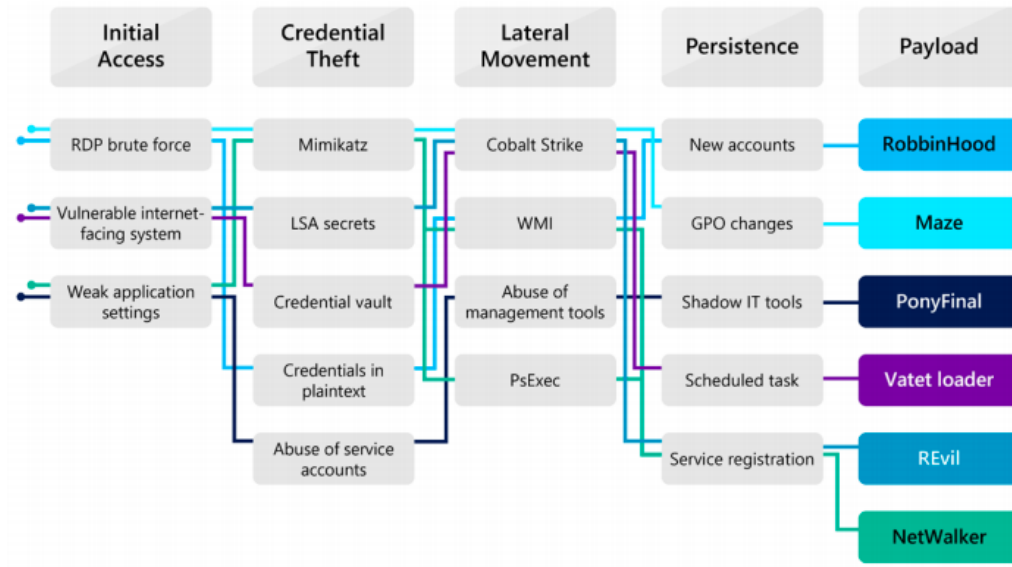 Initial
Access
Credential
Theft
Lateral
Movement
Persistence
Payload
RDP brute force
Mimikatz
Cobalt Strike
New accounts
RobbinHood
Vulnerable internet-
facing system
LSA secrets
WMI
GPO changes
Maze
Weak application
settings
Credential vault
Abuse of
management tools
Shadow IT tools
PonyFinal
Credentials in
plaintext
PsExec
Scheduled task
Vatet loader
Abuse of service
accounts
Service registration
REvil
NetWalker